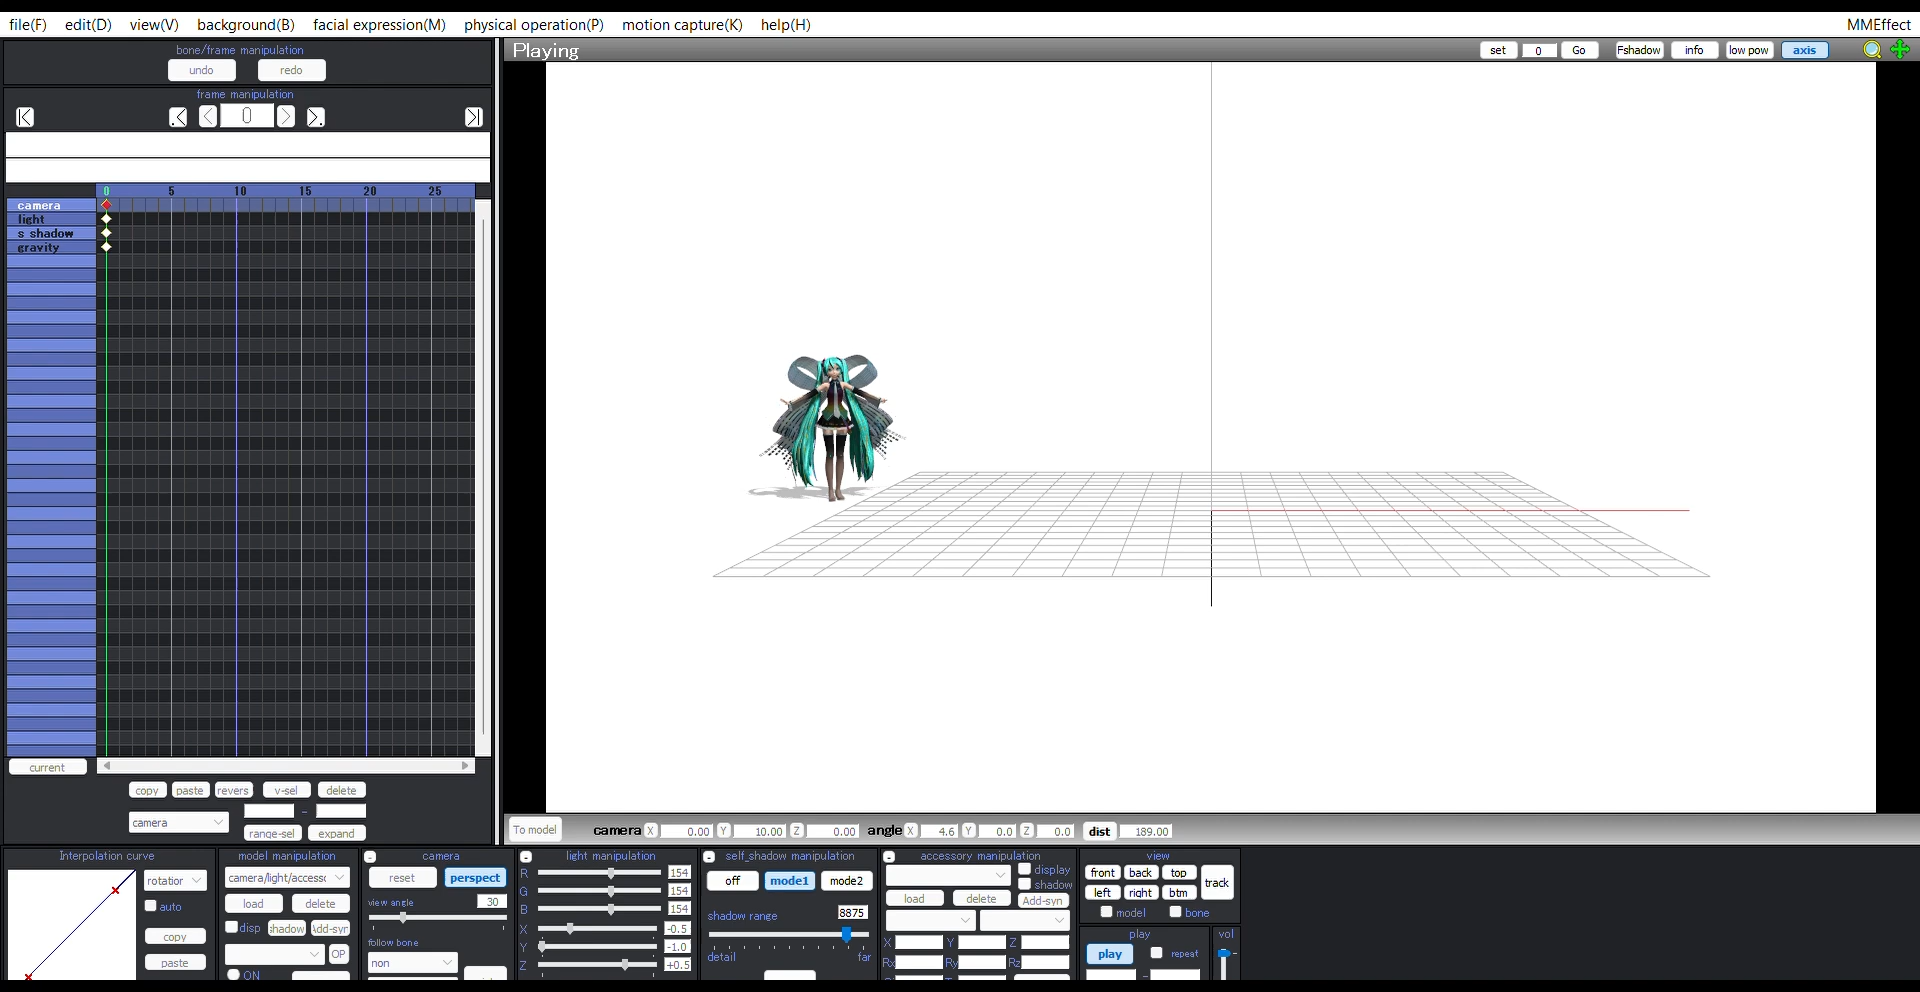 file(F) edit(D) view(V) background(B) facial expression(M) physical operation(P) motion capture(K) help(H) MMEffect
bone/frame manipulation
undo redo
frame manipulation
0
0 5 10 15 20 25
camera
light
s shadow
gravity
current
copy paste revers v-sel delete
camera
-
range-sel expand
Playing
set 0 Go Fshadow info low pow axis
To model camera X 0.00 Y 10.00 Z 0.00 angle X 4.6 Y 0.0 Z 0.0 dist 189.00
Interpolation curve
auto
copy
paste
model manipulation
load delete
disp shadow
OP
ON
camera
reset perspect
view angle 30
follow bone
non
light manipulation
R 154
G 154
B 154
X -0.5
Y -1.0
Z +0.5
self_shadow manipulation
off mode1 mode2
shadow range 8875
detail far
accessory manipulation
display
shadow
load delete Add-syn
X Y Z
Rx Ry Rz
view
front back top
left right btm
track
model bone
play
play repeat
-
vol